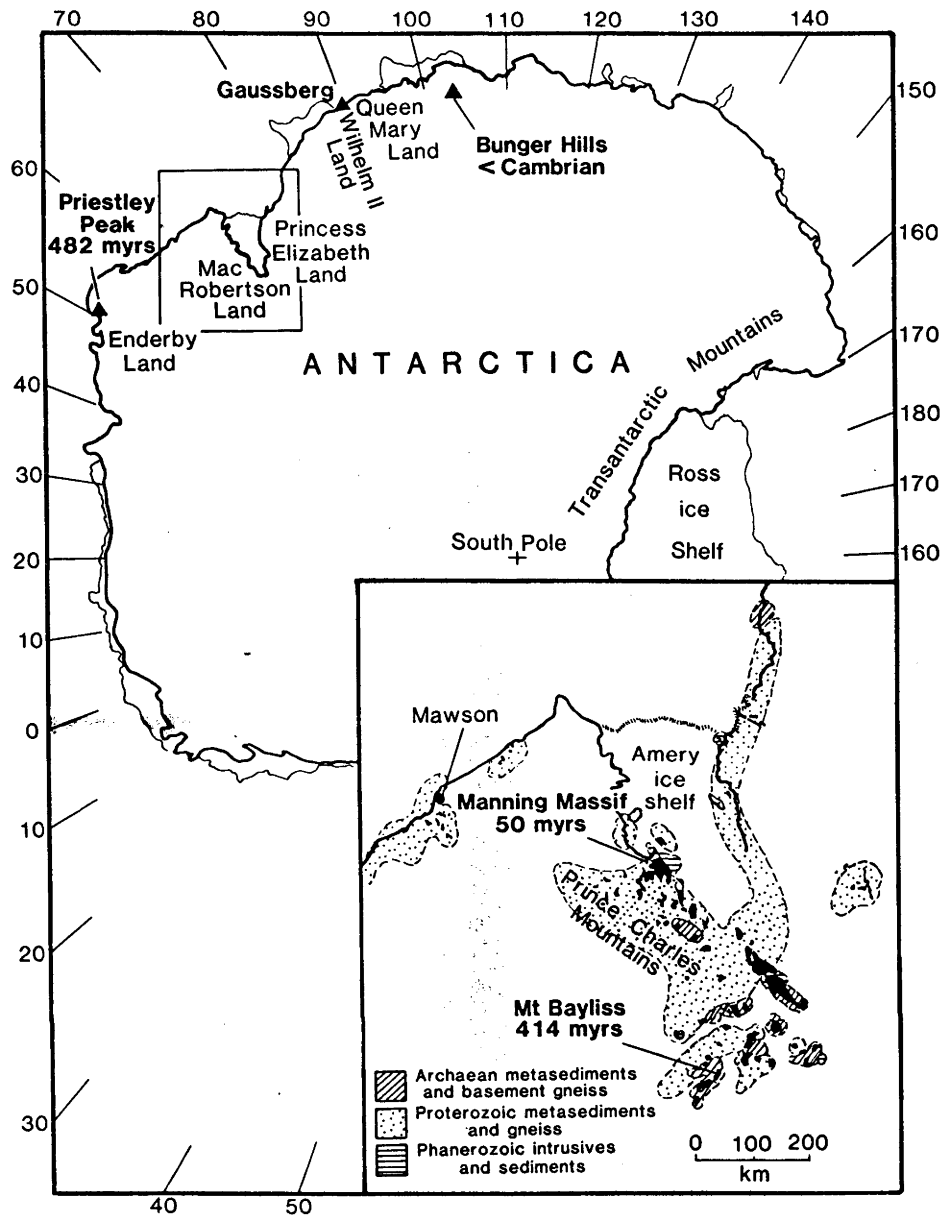 70
80
90
100
110
120
130
140
150
160
170
180
170
160
60
50
40
30
20
10
0
10
20
30
40
50
Gaussberg
Queen
Mary
Land
Wilhelm II
Land
Bunger Hills
< Cambrian
Priestley
Peak
482 myrs
Princess
Elizabeth
Land
Mac
Robertson
Land
Enderby
Land
ANTARCTICA
Transantarctic Mountains
Ross
ice
Shelf
South Pole
Mawson
Amery
ice
shelf
Manning Massif
50 myrs
Prince Charles
Mountains
Mt Bayliss
414 myrs
Archaean metasediments
and basement gneiss
Proterozoic metasediments
and gneiss
Phanerozoic intrusives
and sediments
0 100 200
km